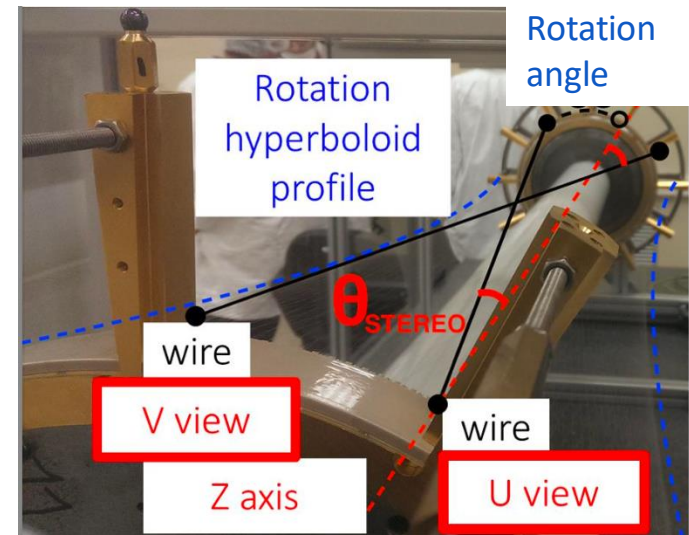 Rotation
angle
Rotation
hyperboloid
profile
θSTEREO
wire
V view
wire
Z axis
U view